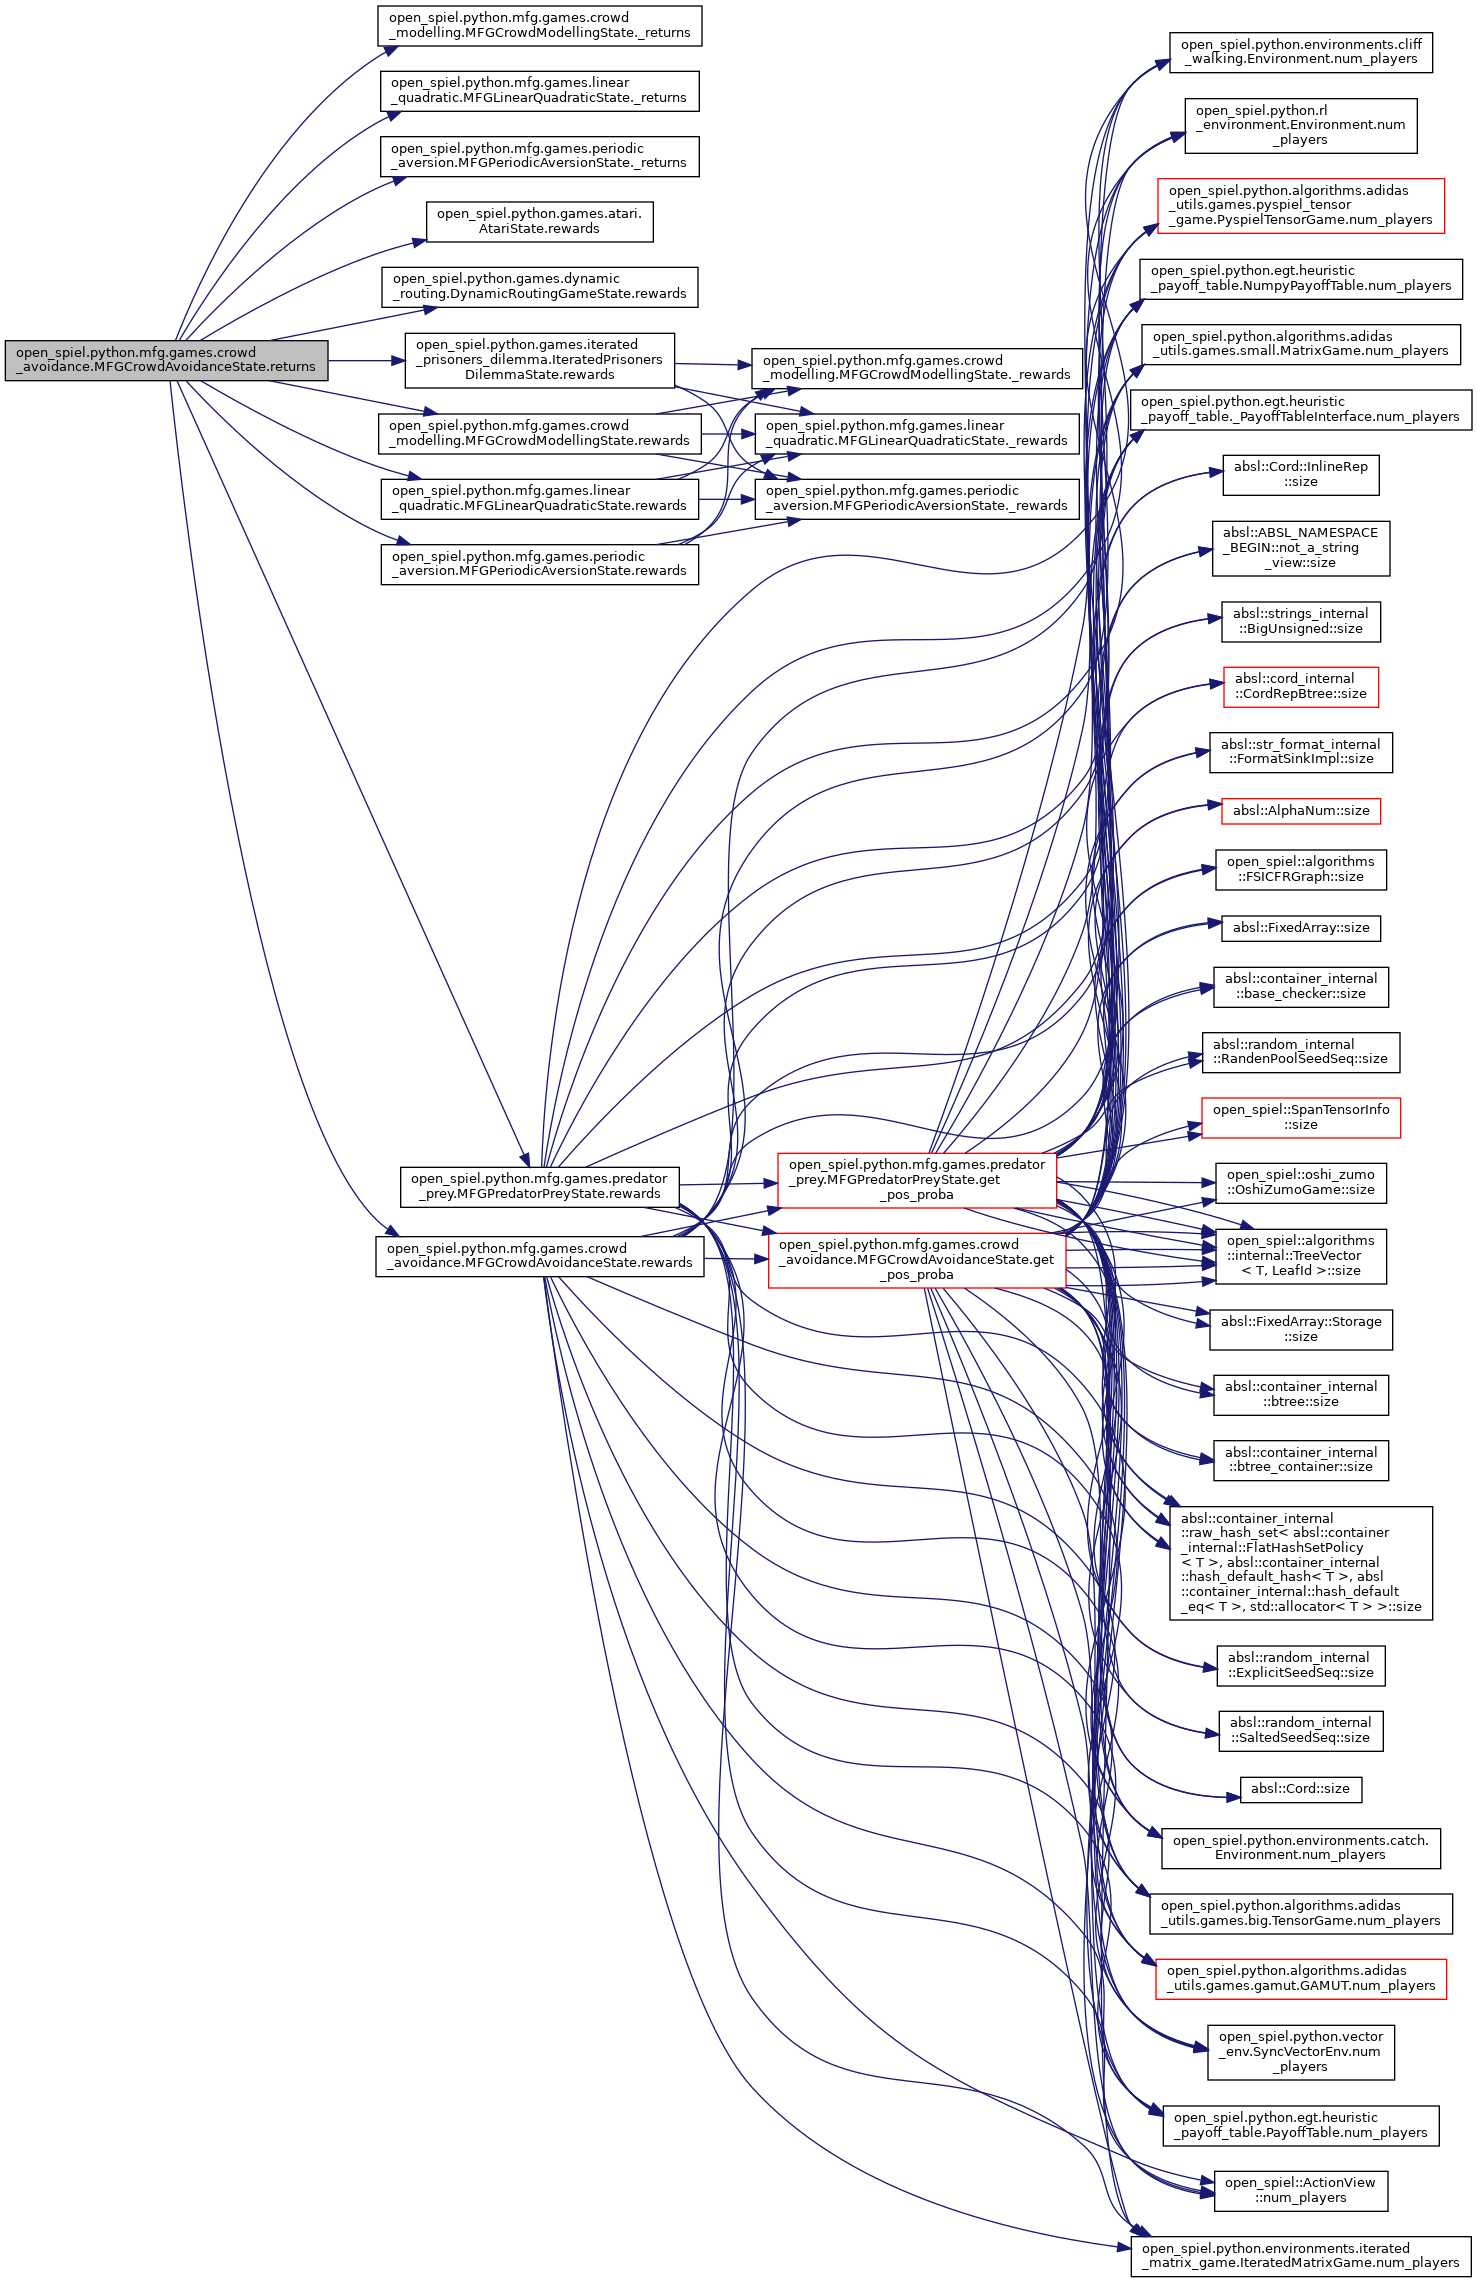 open_spiel.python.mfg.games.crowd
_avoidance.MFGCrowdAvoidanceState.returns
open_spiel.python.mfg.games.crowd
_modelling.MFGCrowdModellingState._returns
open_spiel.python.mfg.games.linear
_quadratic.MFGLinearQuadraticState._returns
open_spiel.python.mfg.games.periodic
_aversion.MFGPeriodicAversionState._returns
open_spiel.python.games.atari.
AtariState.rewards
open_spiel.python.games.dynamic
_routing.DynamicRoutingGameState.rewards
open_spiel.python.games.iterated
_prisoners_dilemma.IteratedPrisoners
DilemmaState.rewards
open_spiel.python.mfg.games.crowd
_modelling.MFGCrowdModellingState.rewards
open_spiel.python.mfg.games.linear
_quadratic.MFGLinearQuadraticState.rewards
open_spiel.python.mfg.games.periodic
_aversion.MFGPeriodicAversionState.rewards
open_spiel.python.mfg.games.predator
_prey.MFGPredatorPreyState.rewards
open_spiel.python.mfg.games.crowd
_avoidance.MFGCrowdAvoidanceState.rewards
open_spiel.python.mfg.games.crowd
_modelling.MFGCrowdModellingState._rewards
open_spiel.python.mfg.games.linear
_quadratic.MFGLinearQuadraticState._rewards
open_spiel.python.mfg.games.periodic
_aversion.MFGPeriodicAversionState._rewards
open_spiel.python.mfg.games.predator
_prey.MFGPredatorPreyState.get
_pos_proba
open_spiel.python.mfg.games.crowd
_avoidance.MFGCrowdAvoidanceState.get
_pos_proba
open_spiel.python.environments.cliff
_walking.Environment.num_players
open_spiel.python.rl
_environment.Environment.num
_players
open_spiel.python.algorithms.adidas
_utils.games.pyspiel_tensor
_game.PyspielTensorGame.num_players
open_spiel.python.egt.heuristic
_payoff_table.NumpyPayoffTable.num_players
open_spiel.python.algorithms.adidas
_utils.games.small.MatrixGame.num_players
open_spiel.python.egt.heuristic
_payoff_table._PayoffTableInterface.num_players
absl::Cord::InlineRep
::size
absl::ABSL_NAMESPACE
_BEGIN::not_a_string
_view::size
absl::strings_internal
::BigUnsigned::size
absl::cord_internal
::CordRepBtree::size
absl::str_format_internal
::FormatSinkImpl::size
absl::AlphaNum::size
open_spiel::algorithms
::FSICFRGraph::size
absl::FixedArray::size
absl::container_internal
::base_checker::size
absl::random_internal
::RandenPoolSeedSeq::size
open_spiel::SpanTensorInfo
::size
open_spiel::oshi_zumo
::OshiZumoGame::size
open_spiel::algorithms
::internal::TreeVector
< T, LeafId >::size
absl::FixedArray::Storage
::size
absl::container_internal
::btree::size
absl::container_internal
::btree_container::size
absl::container_internal
::raw_hash_set< absl::container
_internal::FlatHashSetPolicy
< T >, absl::container_internal
::hash_default_hash< T >, absl
::container_internal::hash_default
_eq< T >, std::allocator< T > >::size
absl::random_internal
::ExplicitSeedSeq::size
absl::random_internal
::SaltedSeedSeq::size
absl::Cord::size
open_spiel.python.environments.catch.
Environment.num_players
open_spiel.python.algorithms.adidas
_utils.games.big.TensorGame.num_players
open_spiel.python.algorithms.adidas
_utils.games.gamut.GAMUT.num_players
open_spiel.python.vector
_env.SyncVectorEnv.num
_players
open_spiel.python.egt.heuristic
_payoff_table.PayoffTable.num_players
open_spiel::ActionView
::num_players
open_spiel.python.environments.iterated
_matrix_game.IteratedMatrixGame.num_players